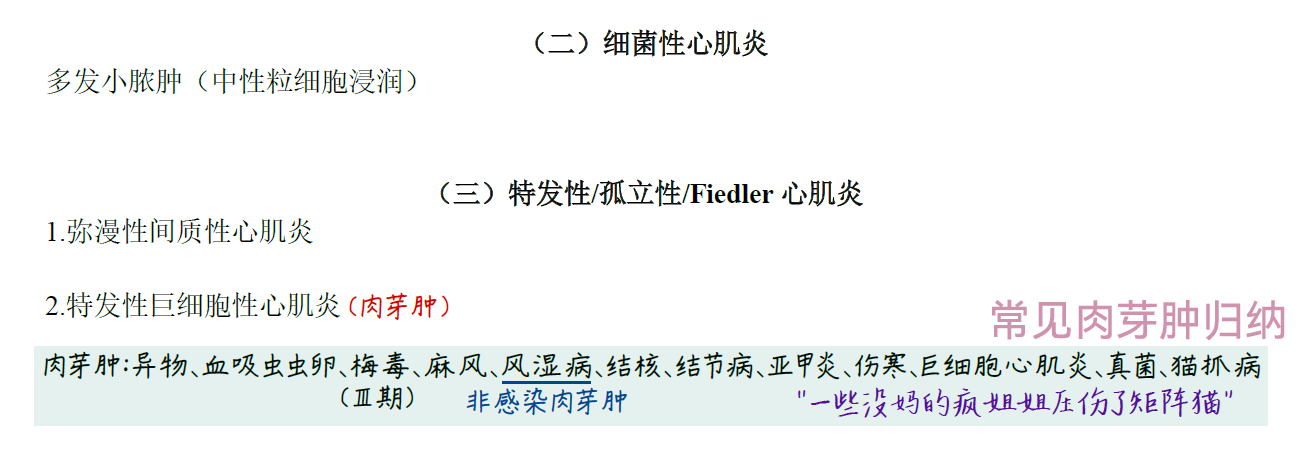 （二）细菌性心肌炎
多发小脓肿（中性粒细胞浸润）
（三）特发性/孤立性/Fiedler 心肌炎
1.弥漫性间质性心肌炎
2.特发性巨细胞性心肌炎(肉芽肿)
常见肉芽肿归纳
肉芽肿:异物、血吸虫虫卵、梅毒、麻风、风湿病、结核、结节病、亚甲炎、伤寒、巨细胞心肌炎、真菌、猫抓病
(Ⅲ期) 非感染肉芽肿 "一些没妈的疯姐姐压伤了矩阵猫"